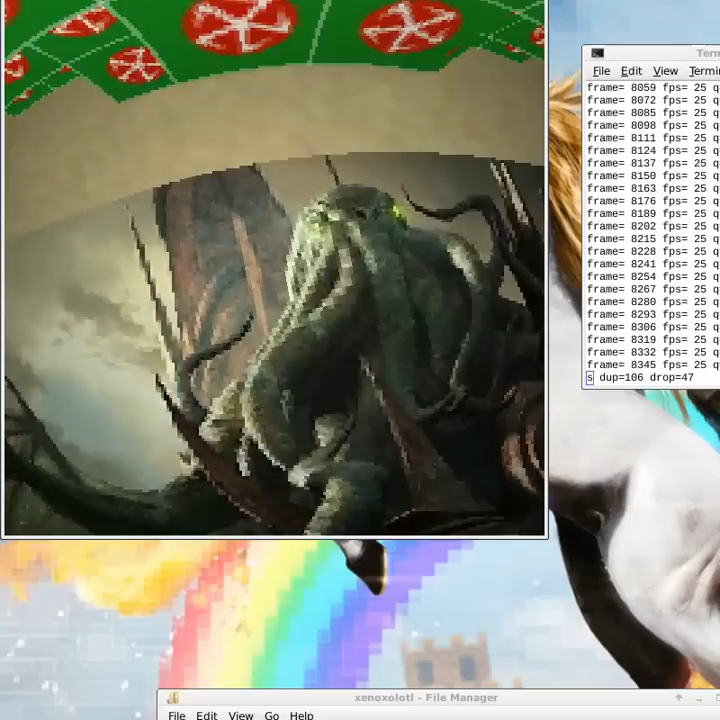 Term
File Edit View Termi
frame= 8059 fps= 25 q
frame= 8072 fps= 25 q
frame= 8085 fps= 25 q
frame= 8098 fps= 25 q
frame= 8111 fps= 25 q
frame= 8124 fps= 25 q
frame= 8137 fps= 25 q
frame= 8150 fps= 25 q
frame= 8163 fps= 25 q
frame= 8176 fps= 25 q
frame= 8189 fps= 25 q
frame= 8202 fps= 25 q
frame= 8215 fps= 25 q
frame= 8228 fps= 25 q
frame= 8241 fps= 25 q
frame= 8254 fps= 25 q
frame= 8267 fps= 25 q
frame= 8280 fps= 25 q
frame= 8293 fps= 25 q
frame= 8306 fps= 25 q
frame= 8319 fps= 25 q
frame= 8332 fps= 25 q
frame= 8345 fps= 25 q
s dup=106 drop=47
xenoxolotl - File Manager
File Edit View Go Help